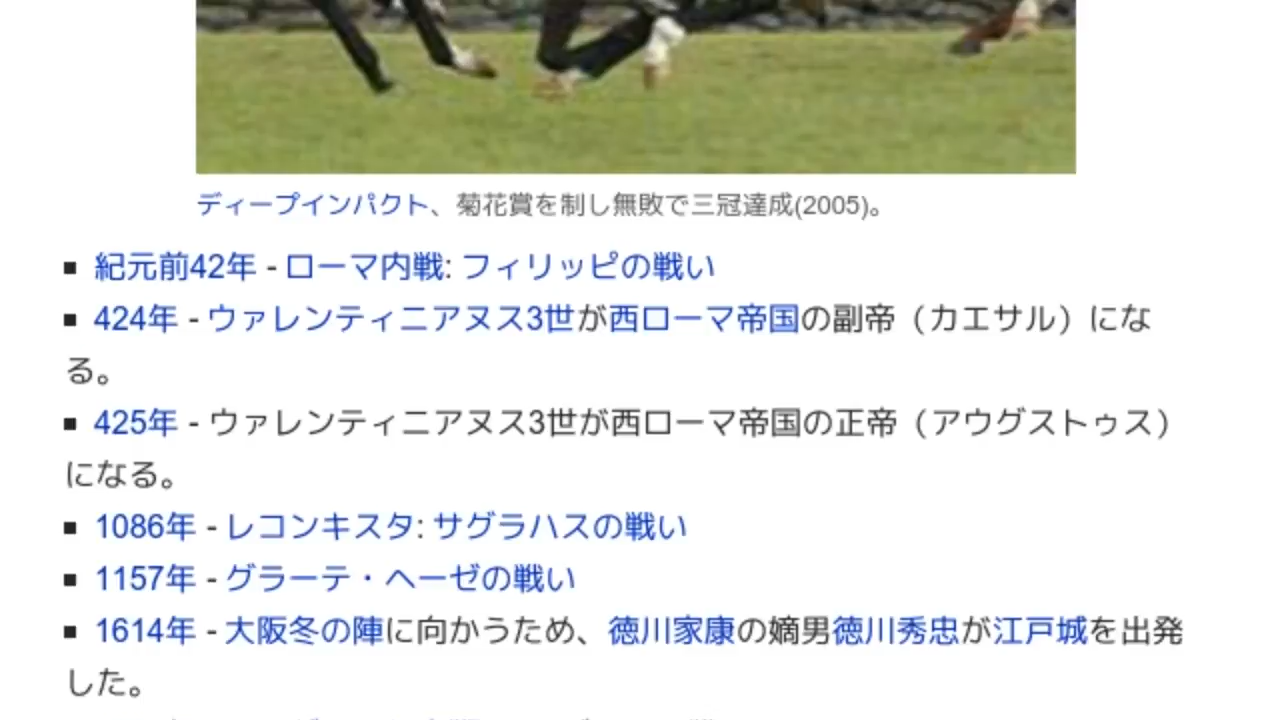 ディープインパクト、菊花賞を制し無敗で三冠達成(2005)。
■ 紀元前42年 - ローマ内戦: フィリッピの戦い
■ 424年 - ウァレンティニアヌス3世が西ローマ帝国の副帝（カエサル）にな
る。
■ 425年 - ウァレンティニアヌス3世が西ローマ帝国の正帝（アウグストゥス）
になる。
■ 1086年 - レコンキスタ: サグラハスの戦い
■ 1157年 - グラーテ・ヘーゼの戦い
■ 1614年 - 大阪冬の陣に向かうため、徳川家康の嫡男徳川秀忠が江戸城を出発
した。